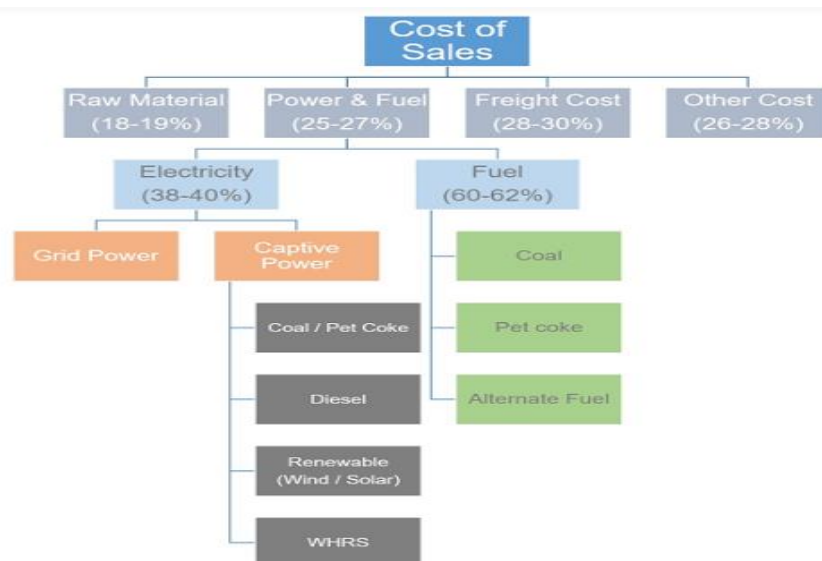 Cost of
Sales
Raw Material
(18-19%)
Power & Fuel
(25-27%)
Freight Cost
(28-30%)
Other Cost
(26-28%)
Electricity
(38-40%)
Fuel
(60-62%)
Grid Power
Captive
Power
Coal
Coal / Pet Coke
Pet coke
Diesel
Alternate Fuel
Renewable
(Wind / Solar)
WHRS